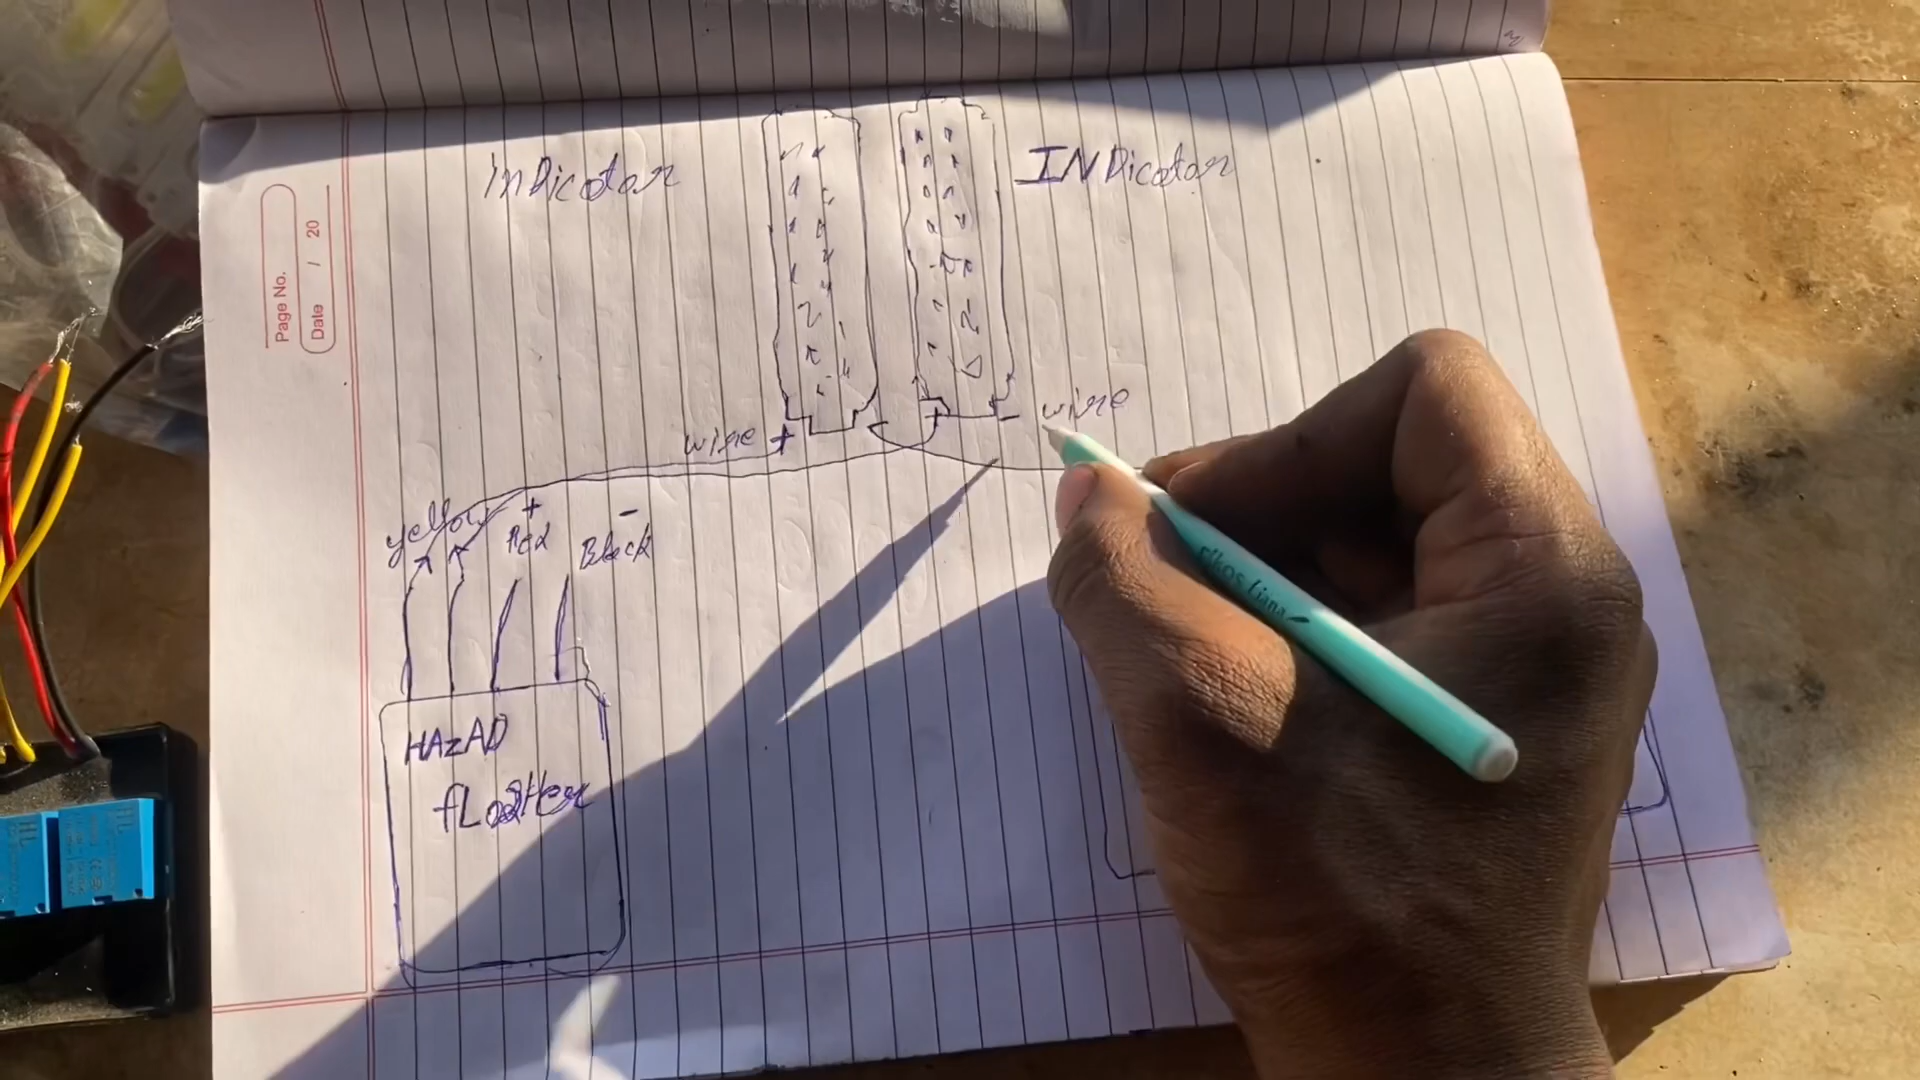 inDicator
INDicator
Page No.
Date / 20
wire +
- wire
yellow
+
Red
-
Black
HAzAD
fLasHer